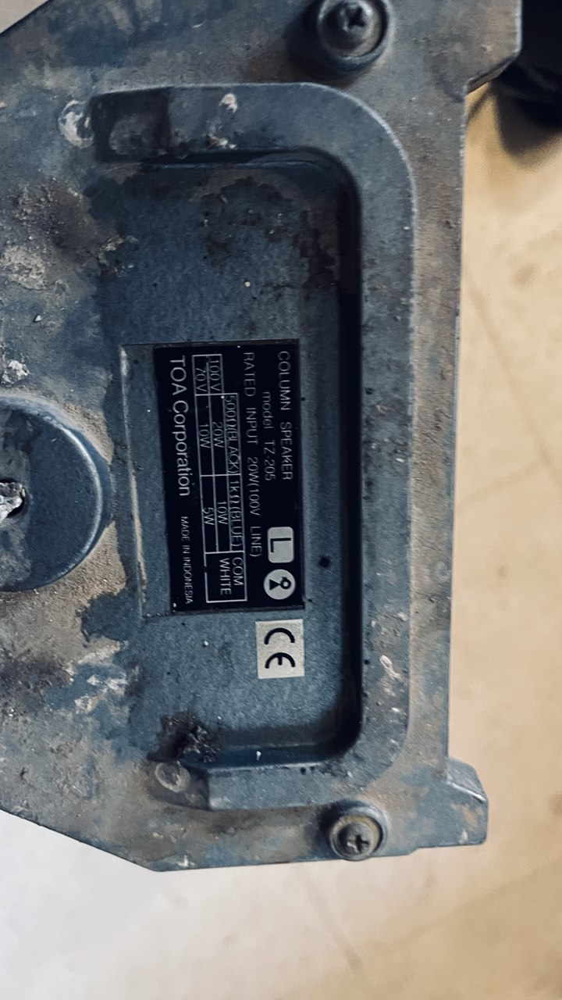 COLUMN SPEAKER
model TZ-205
RATED INPUT 20W(100V LINE)
L
500Ω(BLACK) 1kΩ(BLUE) COM
100V 20W 10W WHITE
70V 10W 5W
TOA Corporation MADE IN INDONESIA
CE